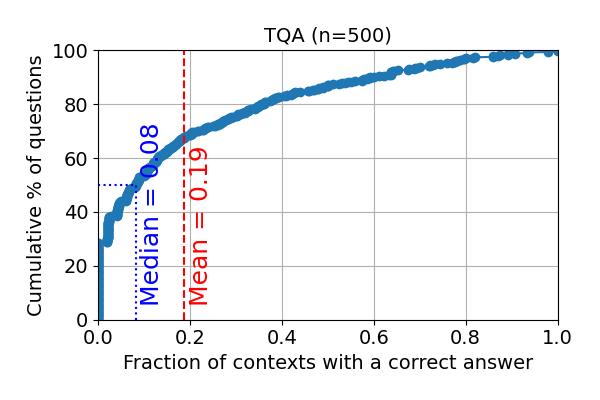 TQA (n=500)
Cumulative % of questions
100
80
60
40
20
0
Median = 0.08
Mean = 0.19
0.0 0.2 0.4 0.6 0.8 1.0
Fraction of contexts with a correct answer